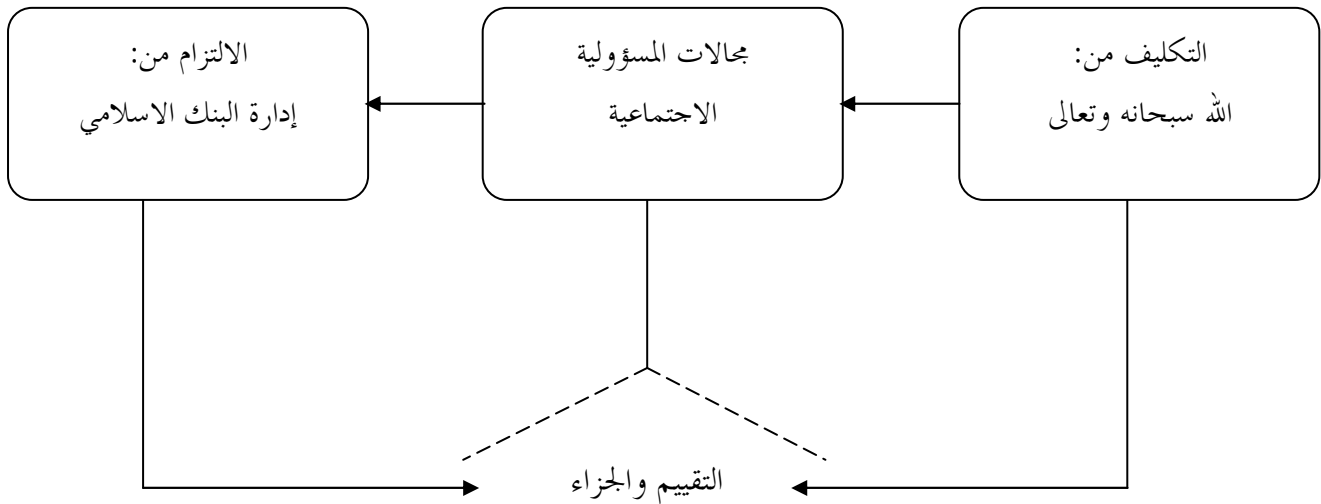 التكليف من:
الله سبحانه وتعالى
مجالات المسؤولية
الاجتماعية
الالتزام من:
إدارة البنك الاسلامي
التقييم والجزاء